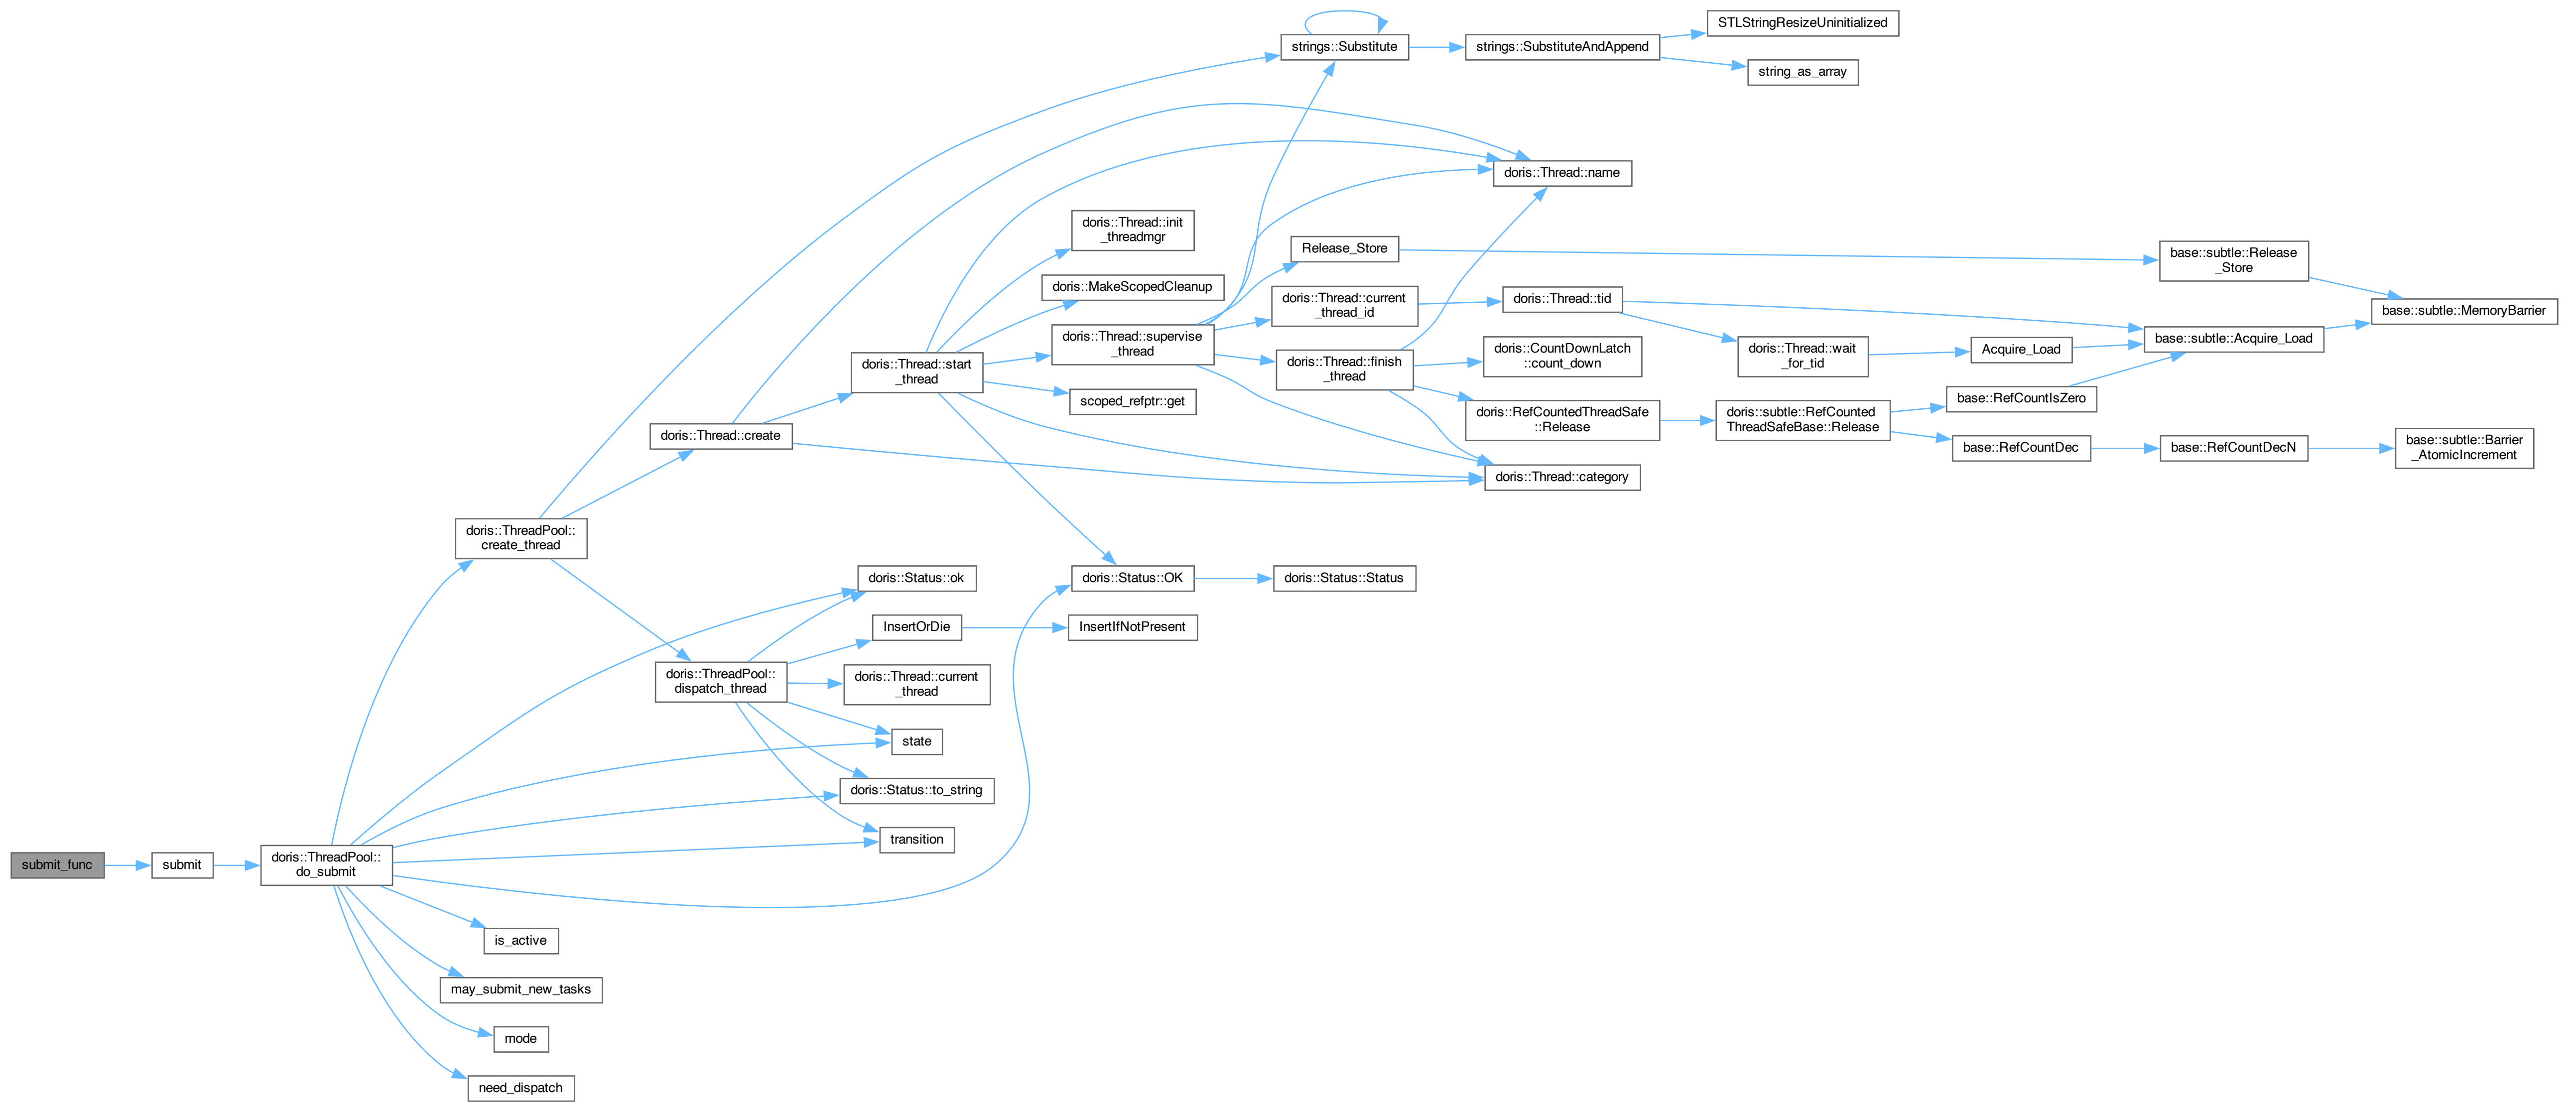 submit_func
submit
doris::ThreadPool::
do_submit
doris::ThreadPool::
create_thread
strings::Substitute
strings::SubstituteAndAppend
STLStringResizeUninitialized
string_as_array
doris::Thread::create
doris::Thread::name
doris::Thread::start
_thread
doris::Thread::init
_threadmgr
doris::MakeScopedCleanup
doris::Thread::supervise
_thread
scoped_refptr::get
Release_Store
base::subtle::Release
_Store
base::subtle::MemoryBarrier
doris::Thread::current
_thread_id
doris::Thread::tid
base::subtle::Acquire_Load
doris::Thread::wait
_for_tid
Acquire_Load
doris::Thread::finish
_thread
doris::CountDownLatch
::count_down
doris::RefCountedThreadSafe
::Release
doris::subtle::RefCounted
ThreadSafeBase::Release
base::RefCountIsZero
base::RefCountDec
base::RefCountDecN
base::subtle::Barrier
_AtomicIncrement
doris::Thread::category
doris::Status::OK
doris::Status::Status
doris::ThreadPool::
dispatch_thread
doris::Status::ok
InsertOrDie
InsertIfNotPresent
doris::Thread::current
_thread
state
doris::Status::to_string
transition
is_active
may_submit_new_tasks
mode
need_dispatch